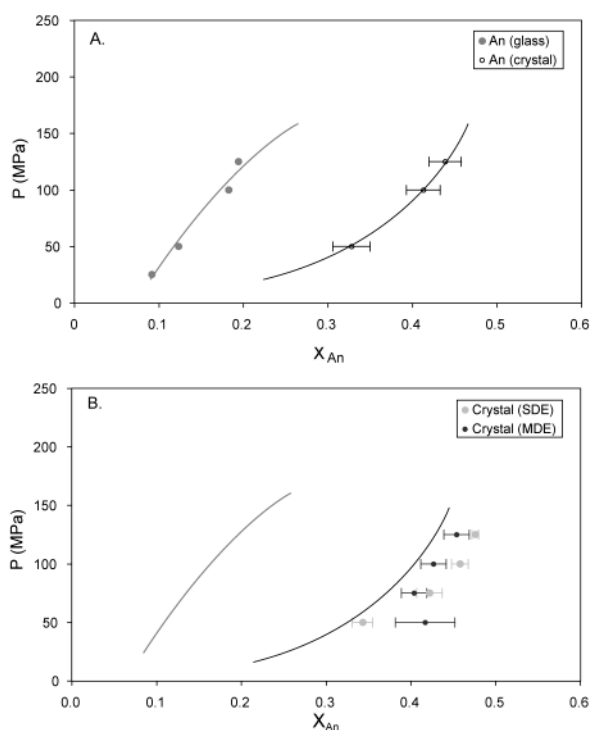 A.
An (glass)
An (crystal)
P (MPa)
250
200
150
100
50
0
0
0.1
0.2
0.3
0.4
0.5
0.6
X An
B.
Crystal (SDE)
Crystal (MDE)
P (MPa)
250
200
150
100
50
0
0.0
0.1
0.2
0.3
0.4
0.5
0.6
XAn